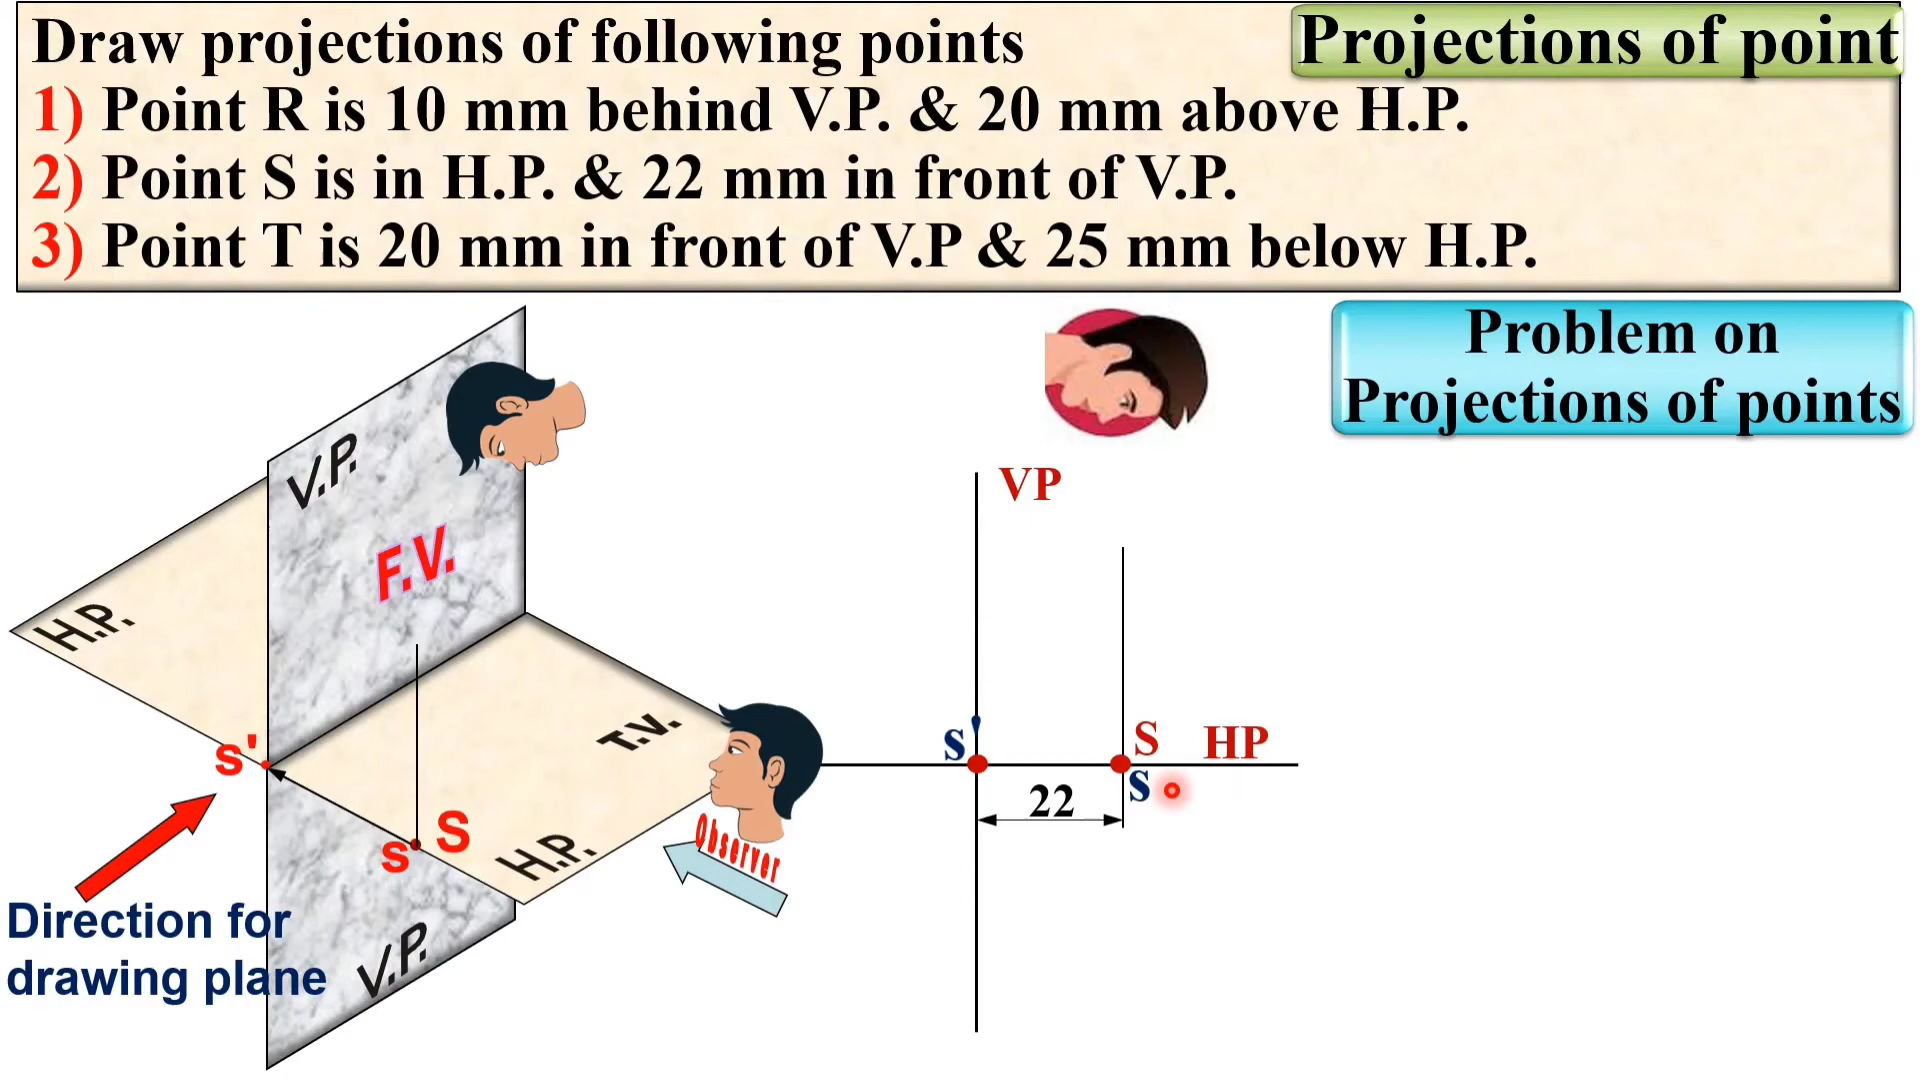 Draw projections of following points
Projections of point
1) Point R is 10 mm behind V.P. & 20 mm above H.P.
2) Point S is in H.P. & 22 mm in front of V.P.
3) Point T is 20 mm in front of V.P & 25 mm below H.P.
Problem on
Projections of points
V.P.
F.V.
H.P.
T.V.
s'
s
S
H.P.
Observer
V.P.
Direction for
drawing plane
VP
s'
S
HP
s
22